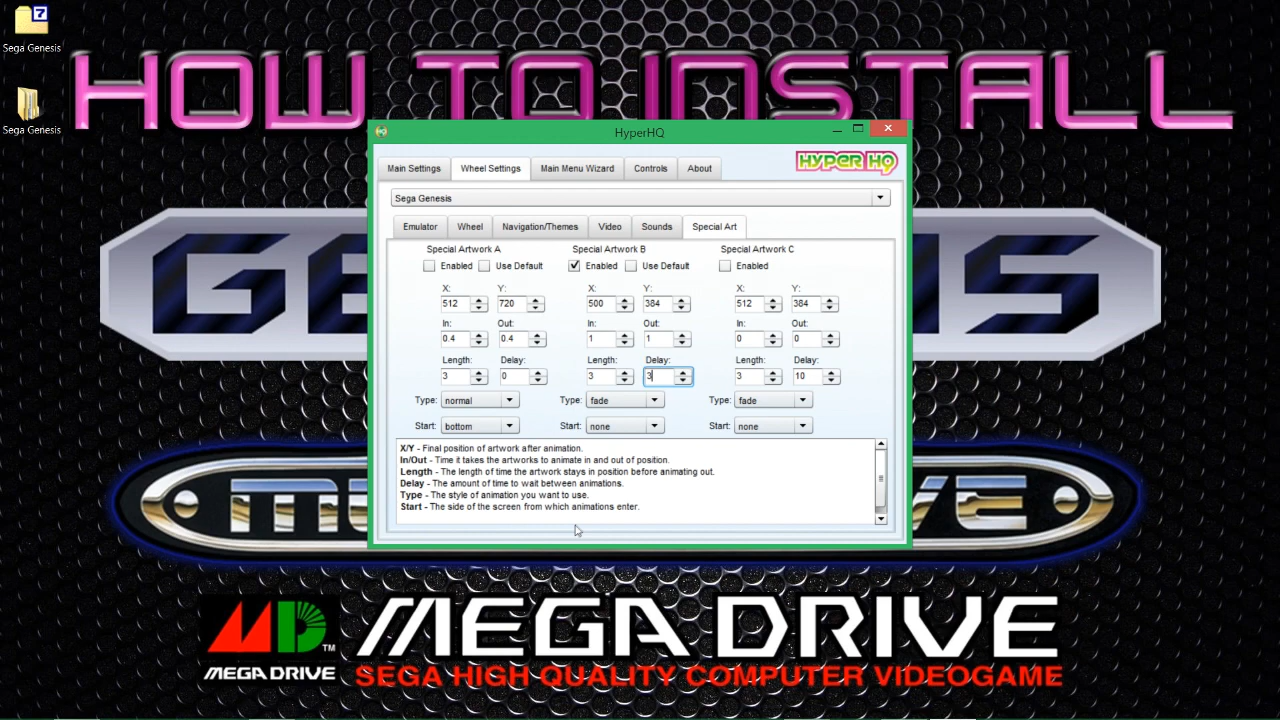 Sega Genesis
Sega Genesis
HOW TO INSTALL
HyperHQ
Main Settings Wheel Settings Main Menu Wizard Controls About
HYPER HQ
Sega Genesis
Emulator Wheel Navigation/Themes Video Sounds Special Art
Special Artwork A Special Artwork B Special Artwork C
Enabled Use Default Enabled Use Default Enabled
X: Y: X: Y: X: Y:
512 720 500 384 512 384
In: Out: In: Out: In: Out:
0.4 0.4 1 1 0 0
Length: Delay: Length: Delay: Length: Delay:
3 0 3 3 3 10
Type: normal Type: fade Type: fade
Start: bottom Start: none Start: none
X/Y - Final position of artwork after animation.
In/Out - Time it takes the artworks to animate in and out of position.
Length - The length of time the artwork stays in position before animating out.
Delay - The amount of time to wait between animations.
Type - The style of animation you want to use.
Start - The side of the screen from which animations enter.
MD TM
MEGA DRIVE
MEGA DRIVE
SEGA HIGH QUALITY COMPUTER VIDEOGAME